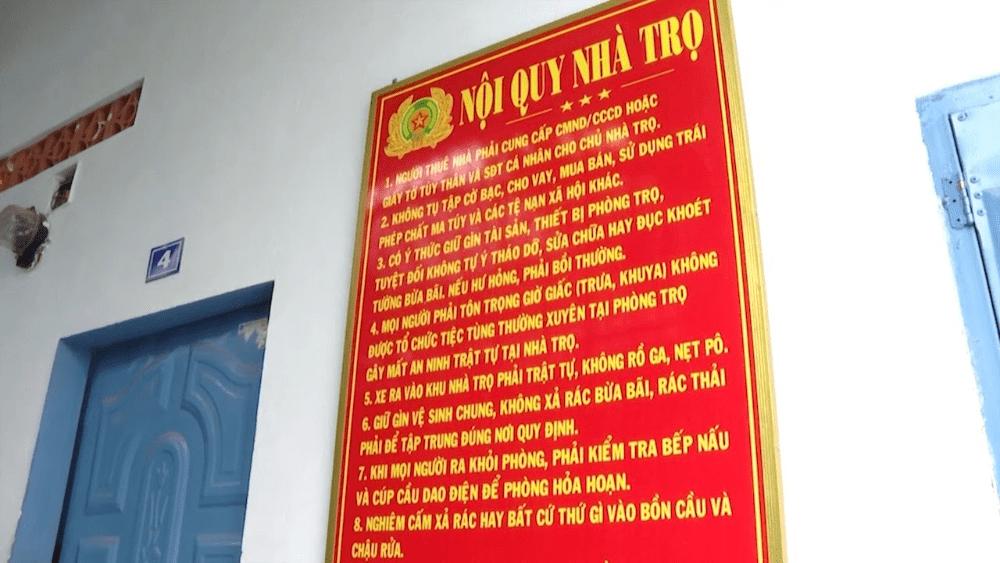 NỘI QUY NHÀ TRỌ
1. NGƯỜI THUÊ NHÀ PHẢI CUNG CẤP CMND/CCCD HOẶC
GIẤY TỜ TÙY THÂN VÀ SĐT CÁ NHÂN CHO CHỦ NHÀ TRỌ.
2. KHÔNG TỤ TẬP CỜ BẠC, CHO VAY, MUA BÁN, SỬ DỤNG TRÁI
PHÉP CHẤT MA TÚY VÀ CÁC TỆ NẠN XÃ HỘI KHÁC.
3. CÓ Ý THỨC GIỮ GÌN TÀI SẢN, THIẾT BỊ PHÒNG TRỌ,
TUYỆT ĐỐI KHÔNG TỰ Ý THÁO DỠ, SỬA CHỮA HAY ĐỤC KHOÉT
TƯỜNG BỪA BÃI. NẾU HƯ HỎNG, PHẢI BỒI THƯỜNG.
4. MỌI NGƯỜI PHẢI TÔN TRỌNG GIỜ GIẤC (TRƯA, KHUYA) KHÔNG
ĐƯỢC TỔ CHỨC TIỆC TÙNG THƯỜNG XUYÊN TẠI PHÒNG TRỌ
GÂY MẤT AN NINH TRẬT TỰ TẠI NHÀ TRỌ.
5. XE RA VÀO KHU NHÀ TRỌ PHẢI TRẬT TỰ, KHÔNG RỒ GA, NẸT PÔ.
6. GIỮ GÌN VỆ SINH CHUNG, KHÔNG XẢ RÁC BỪA BÃI, RÁC THẢI
PHẢI ĐỂ TẬP TRUNG ĐÚNG NƠI QUY ĐỊNH.
7. KHI MỌI NGƯỜI RA KHỎI PHÒNG, PHẢI KIỂM TRA BẾP NẤU
VÀ CÚP CẦU DAO ĐIỆN ĐỂ PHÒNG HỎA HOẠN.
8. NGHIÊM CẤM XẢ RÁC HAY BẤT CỨ THỨ GÌ VÀO BỒN CẦU VÀ
CHẬU RỬA.
4